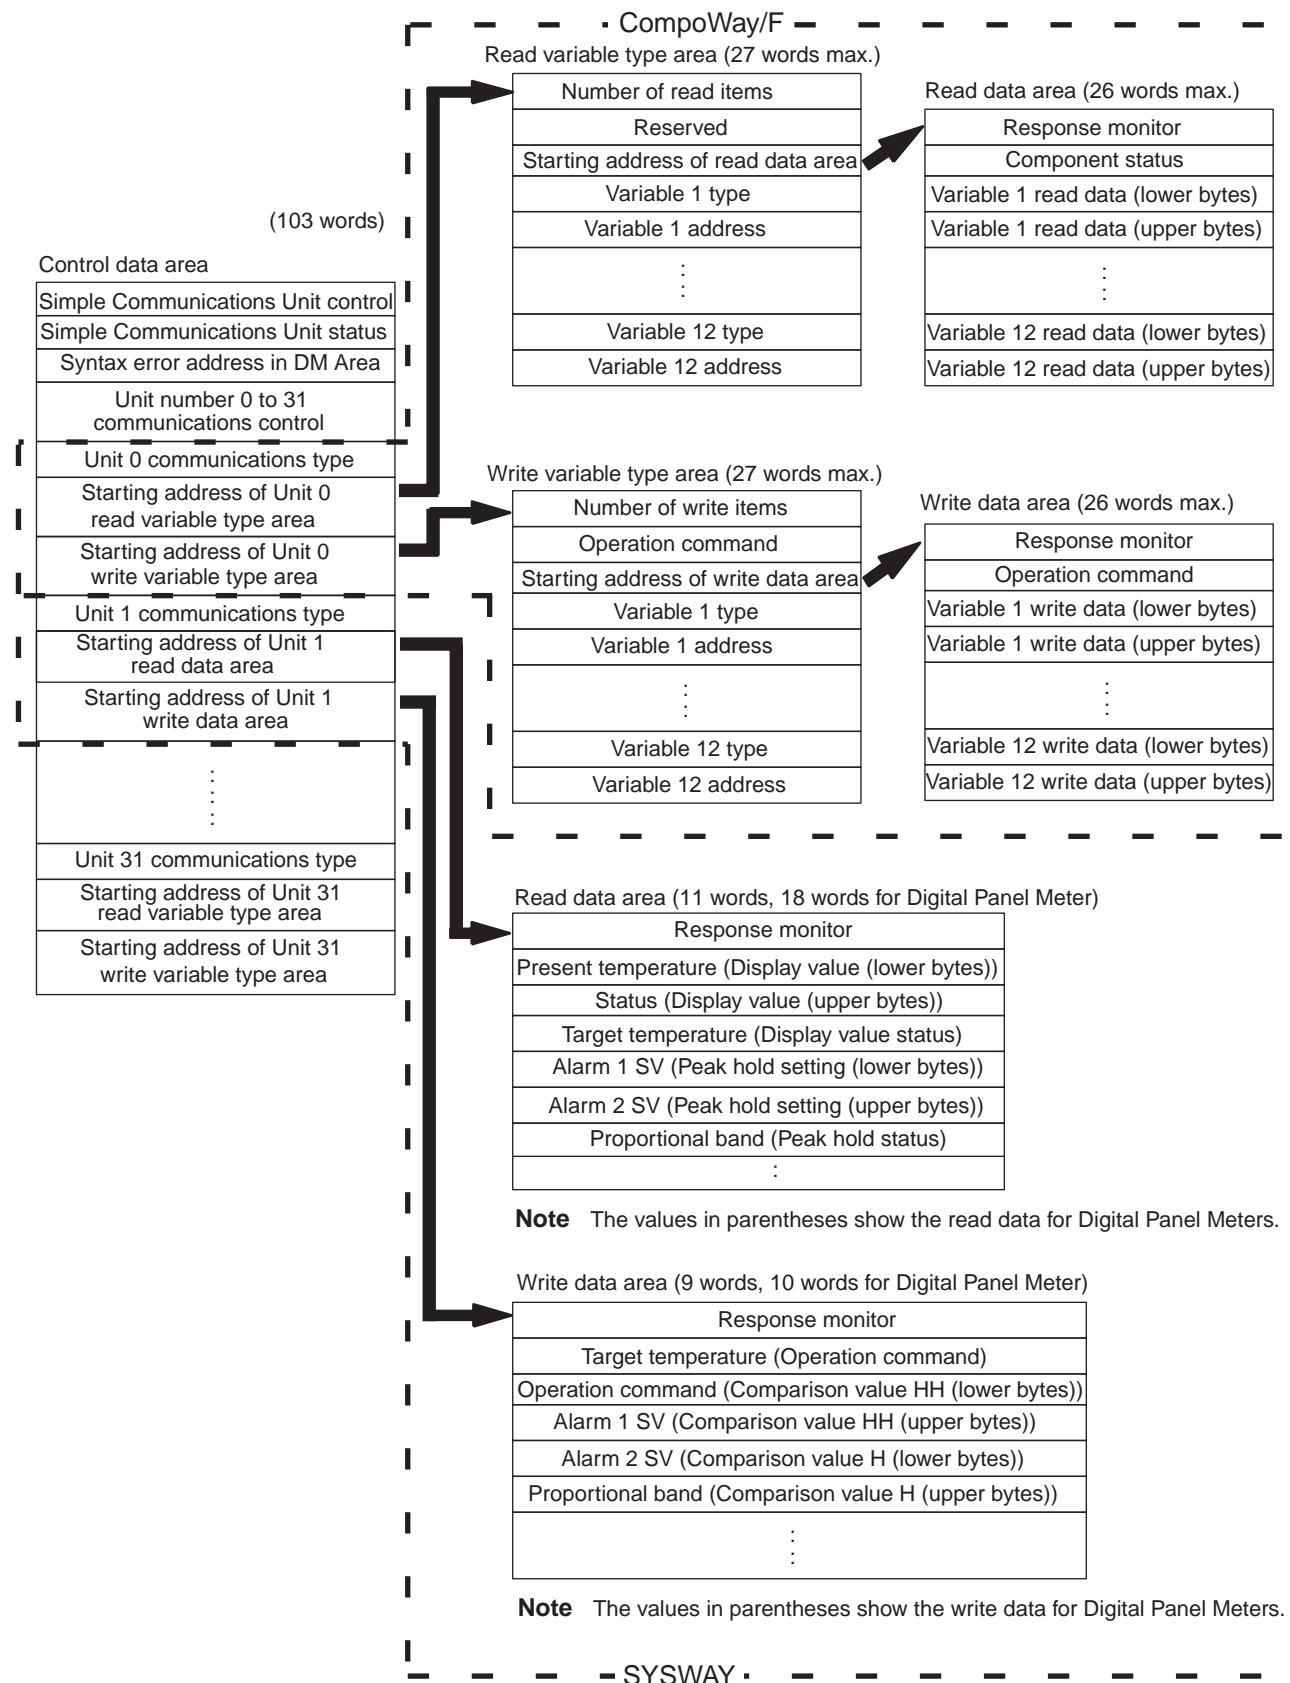 CompoWay/F
Read variable type area (27 words max.)
Number of read items
Reserved
Starting address of read data area
Variable 1 type
Variable 1 address
Variable 12 type
Variable 12 address
Read data area (26 words max.)
Response monitor
Component status
Variable 1 read data (lower bytes)
Variable 1 read data (upper bytes)
Variable 12 read data (lower bytes)
Variable 12 read data (upper bytes)
(103 words)
Control data area
Simple Communications Unit control
Simple Communications Unit status
Syntax error address in DM Area
Unit number 0 to 31
communications control
Unit 0 communications type
Starting address of Unit 0
read variable type area
Starting address of Unit 0
write variable type area
Unit 1 communications type
Starting address of Unit 1
read data area
Starting address of Unit 1
write data area
Unit 31 communications type
Starting address of Unit 31
read variable type area
Starting address of Unit 31
write variable type area
Write variable type area (27 words max.)
Number of write items
Operation command
Starting address of write data area
Variable 1 type
Variable 1 address
Variable 12 type
Variable 12 address
Write data area (26 words max.)
Response monitor
Operation command
Variable 1 write data (lower bytes)
Variable 1 write data (upper bytes)
Variable 12 write data (lower bytes)
Variable 12 write data (upper bytes)
Read data area (11 words, 18 words for Digital Panel Meter)
Response monitor
Present temperature (Display value (lower bytes))
Status (Display value (upper bytes))
Target temperature (Display value status)
Alarm 1 SV (Peak hold setting (lower bytes))
Alarm 2 SV (Peak hold setting (upper bytes))
Proportional band (Peak hold status)
Note The values in parentheses show the read data for Digital Panel Meters.
Write data area (9 words, 10 words for Digital Panel Meter)
Response monitor
Target temperature (Operation command)
Operation command (Comparison value HH (lower bytes))
Alarm 1 SV (Comparison value HH (upper bytes))
Alarm 2 SV (Comparison value H (lower bytes))
Proportional band (Comparison value H (upper bytes))
Note The values in parentheses show the write data for Digital Panel Meters.
SYSWAY